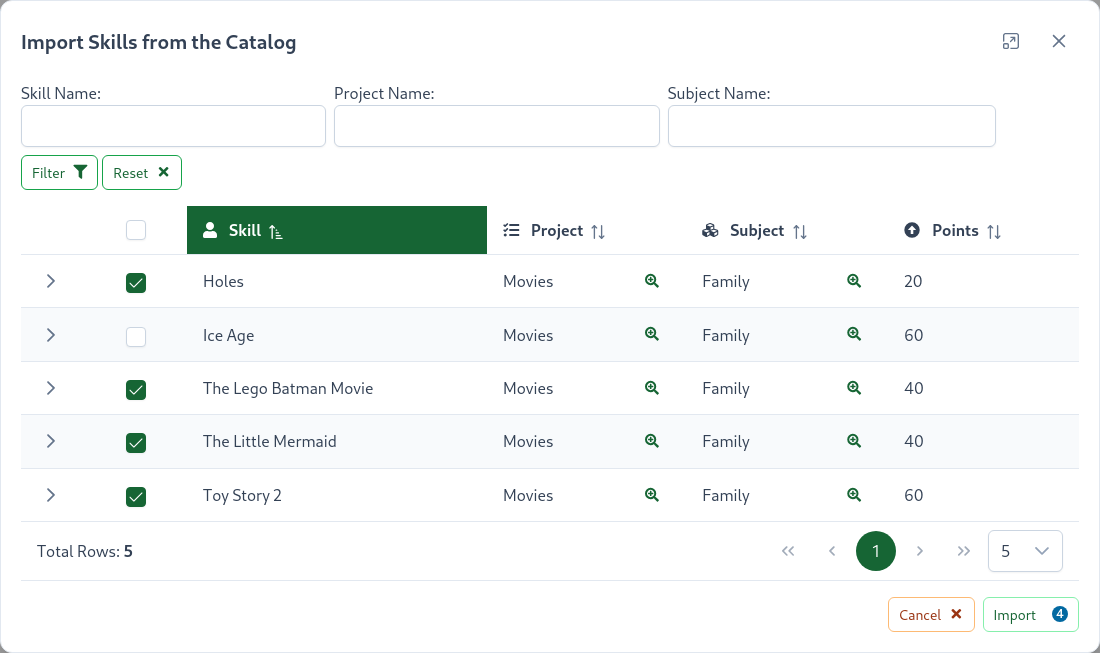 Import Skills from the Catalog
Skill Name: Project Name: Subject Name:
Filter Reset
Skill Project Subject Points
Holes Movies Family 20
Ice Age Movies Family 60
The Lego Batman Movie Movies Family 40
The Little Mermaid Movies Family 40
Toy Story 2 Movies Family 60
Total Rows: 5 1 5
Cancel Import 4